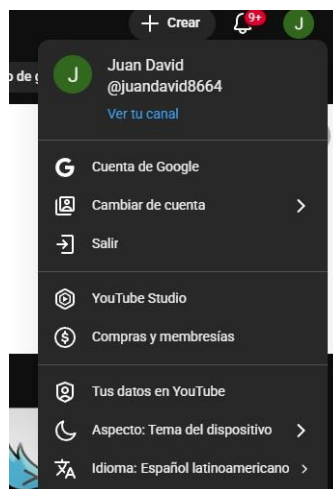 Crear
9+
J
J
Juan David
@juandavid8664
Ver tu canal
Cuenta de Google
Cambiar de cuenta
Salir
YouTube Studio
Compras y membresías
Tus datos en YouTube
Aspecto: Tema del dispositivo
Idioma: Español latinoamericano